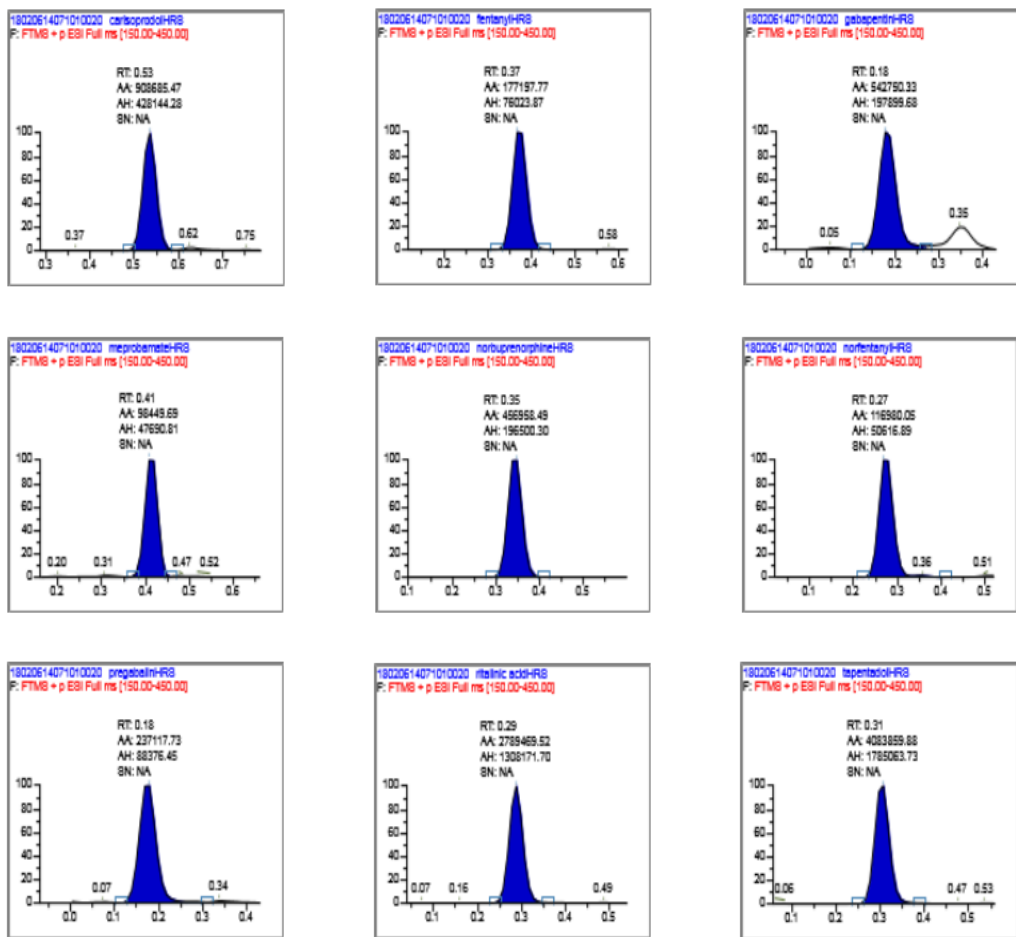 18020614071010020 carisoprodolHRS
F: FTMS + p ESI Full ms [150.00-450.00]
RT: 0.53
AA: 908685.47
AH: 428144.28
SN: NA
100
80
60
40
20
0
0.37
0.62
0.75
0.3 0.4 0.5 0.6 0.7
18020614071010020 fentanylHRS
F: FTMS + p ESI Full ms [150.00-450.00]
RT: 0.37
AA: 177197.77
AH: 76023.87
SN: NA
100
80
60
40
20
0
0.58
0.2 0.3 0.4 0.5 0.6
18020614071010020 gabapentinHRS
F: FTMS + p ESI Full ms [150.00-450.00]
RT: 0.18
AA: 542750.33
AH: 197899.68
SN: NA
100
80
60
40
20
0
0.05
0.35
0.0 0.1 0.2 0.3 0.4
18020614071010020 meprobamateHRS
F: FTMS + p ESI Full ms [150.00-450.00]
RT: 0.41
AA: 98449.69
AH: 47690.81
SN: NA
100
80
60
40
20
0
0.20
0.31
0.47
0.52
0.2 0.3 0.4 0.5 0.6
18020614071010020 norbuprenorphineHRS
F: FTMS + p ESI Full ms [150.00-450.00]
RT: 0.35
AA: 456958.49
AH: 196500.30
SN: NA
100
80
60
40
20
0
0.1 0.2 0.3 0.4 0.5
18020614071010020 norfentanylHRS
F: FTMS + p ESI Full ms [150.00-450.00]
RT: 0.27
AA: 116980.05
AH: 50616.89
SN: NA
100
80
60
40
20
0
0.36
0.51
0.1 0.2 0.3 0.4 0.5
18020614071010020 pregabalinHRS
F: FTMS + p ESI Full ms [150.00-450.00]
RT: 0.18
AA: 237117.73
AH: 88376.45
SN: NA
100
80
60
40
20
0
0.07
0.34
0.0 0.1 0.2 0.3 0.4
18020614071010020 ritalinic acidHRS
F: FTMS + p ESI Full ms [150.00-450.00]
RT: 0.29
AA: 2789469.52
AH: 1308171.70
SN: NA
100
80
60
40
20
0
0.07
0.16
0.49
0.1 0.2 0.3 0.4 0.5
18020614071010020 tapentadolHRS
F: FTMS + p ESI Full ms [150.00-450.00]
RT: 0.31
AA: 4083859.88
AH: 1785063.73
SN: NA
100
80
60
40
20
0
0.06
0.47
0.53
0.1 0.2 0.3 0.4 0.5